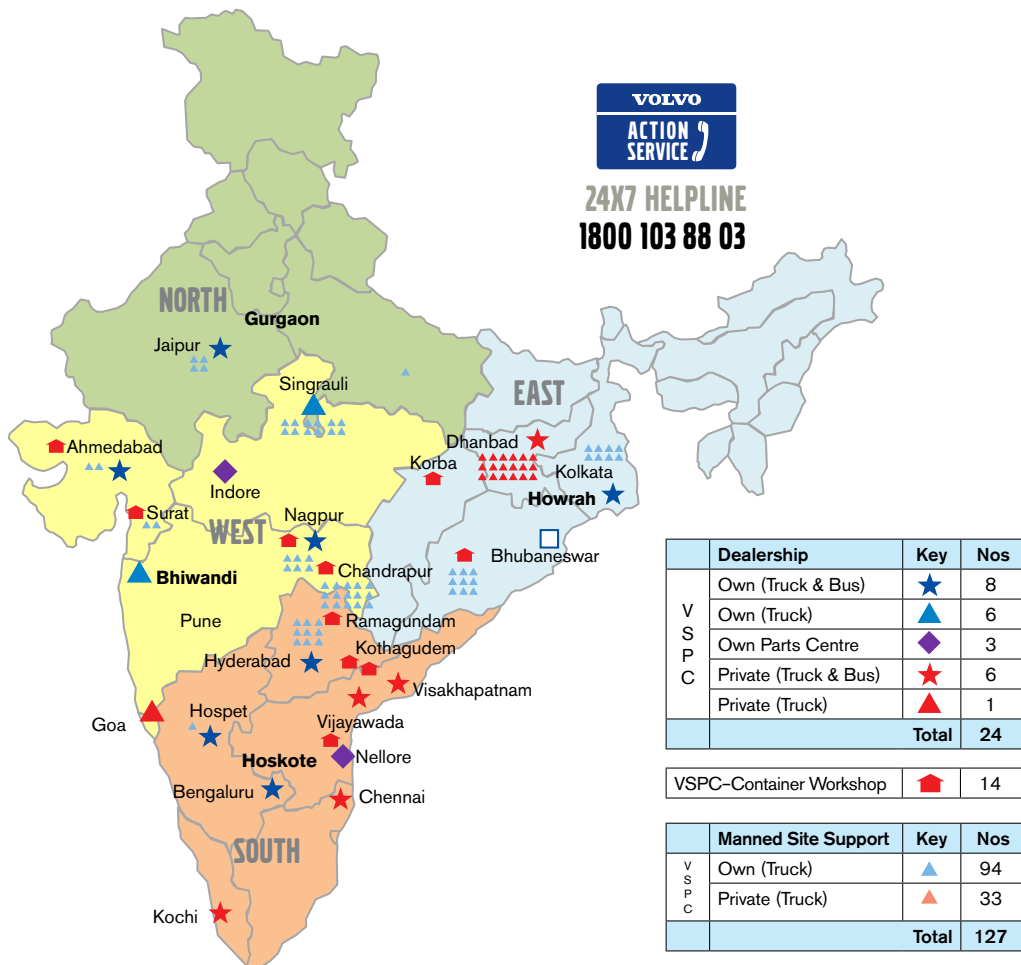 VOLVO
ACTION
SERVICE
24X7 HELPLINE
1800 103 88 03
NORTH
Gurgaon
Jaipur
Singrauli
EAST
Ahmedabad
Dhanbad
Korba
Kolkata
Indore
Howrah
Surat
WEST
Nagpur
Bhubaneswar
Chandrapur
Bhiwandi
Pune
Ramagundam
Kothagudem
Hyderabad
Visakhapatnam
Goa
Hospet
Vijayawada
Hoskote
Nellore
Bengaluru
Chennai
SOUTH
Kochi
VSPC
Dealership Key Nos
Own (Truck & Bus) 8
Own (Truck) 6
Own Parts Centre 3
Private (Truck & Bus) 6
Private (Truck) 1
Total 24
VSPC–Container Workshop 14
VSPC
Manned Site Support Key Nos
Own (Truck) 94
Private (Truck) 33
Total 127